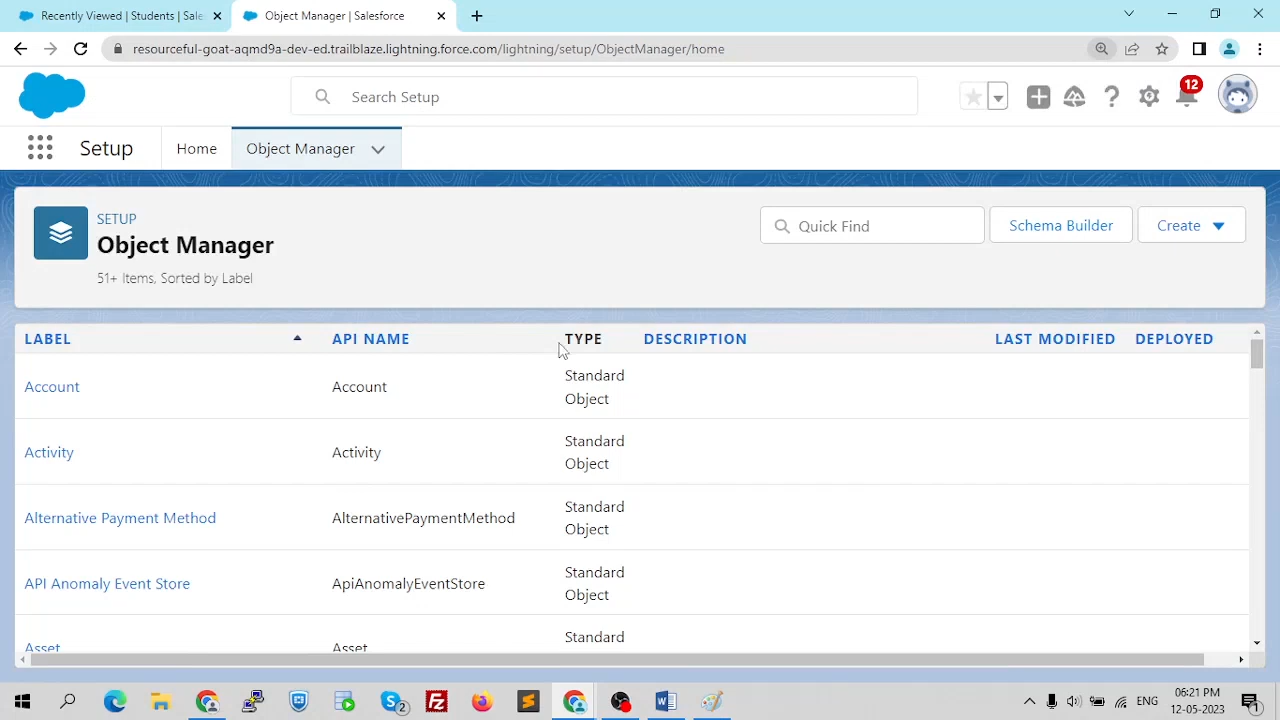 Recently Viewed | Students | Sale
Object Manager | Salesforce
resourceful-goat-aqmd9a-dev-ed.trailblaze.lightning.force.com/lightning/setup/ObjectManager/home
Search Setup
12
Setup
Home
Object Manager
SETUP
Object Manager
51+ Items, Sorted by Label
Quick Find
Schema Builder
Create
LABEL API NAME TYPE DESCRIPTION LAST MODIFIED DEPLOYED
Account Account Standard Object
Activity Activity Standard Object
Alternative Payment Method AlternativePaymentMethod Standard Object
API Anomaly Event Store ApiAnomalyEventStore Standard Object
Asset Asset Standard
2
ENG
06:21 PM
12-05-2023
1